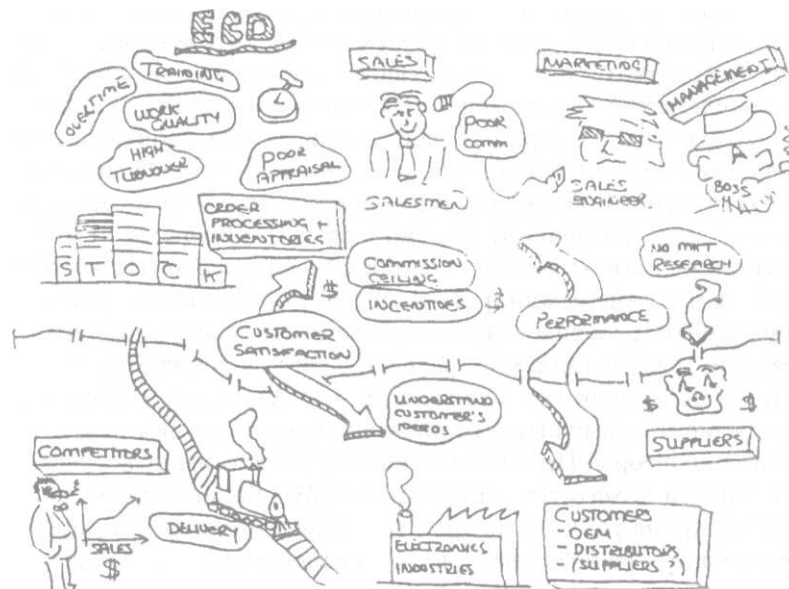 ECD
TRAINING
OVERTIME
WORK
QUALITY
HIGH
TURNOVER
POOR
APPRAISAL
SALES
POOR
COMM
SALESMEN
MARKETING
SALES
ENGINEER
MANAGEMENT
BOSS
ORDER
PROCESSING +
INVENTORIES
STOCK
COMMISSION
CEILING
INCENTIVES
$
$
NO MKT
RESEARCH
PERFORMANCE
CUSTOMER
SATISFACTION
UNDERSTAND
CUSTOMER'S
NEEDS
$
$
SUPPLIERS
COMPETITORS
SALES
$
DELIVERY
ELECTRONICS
INDUSTRIES
CUSTOMERS
- OEM
- DISTRIBUTORS
- (SUPPLIERS ?)